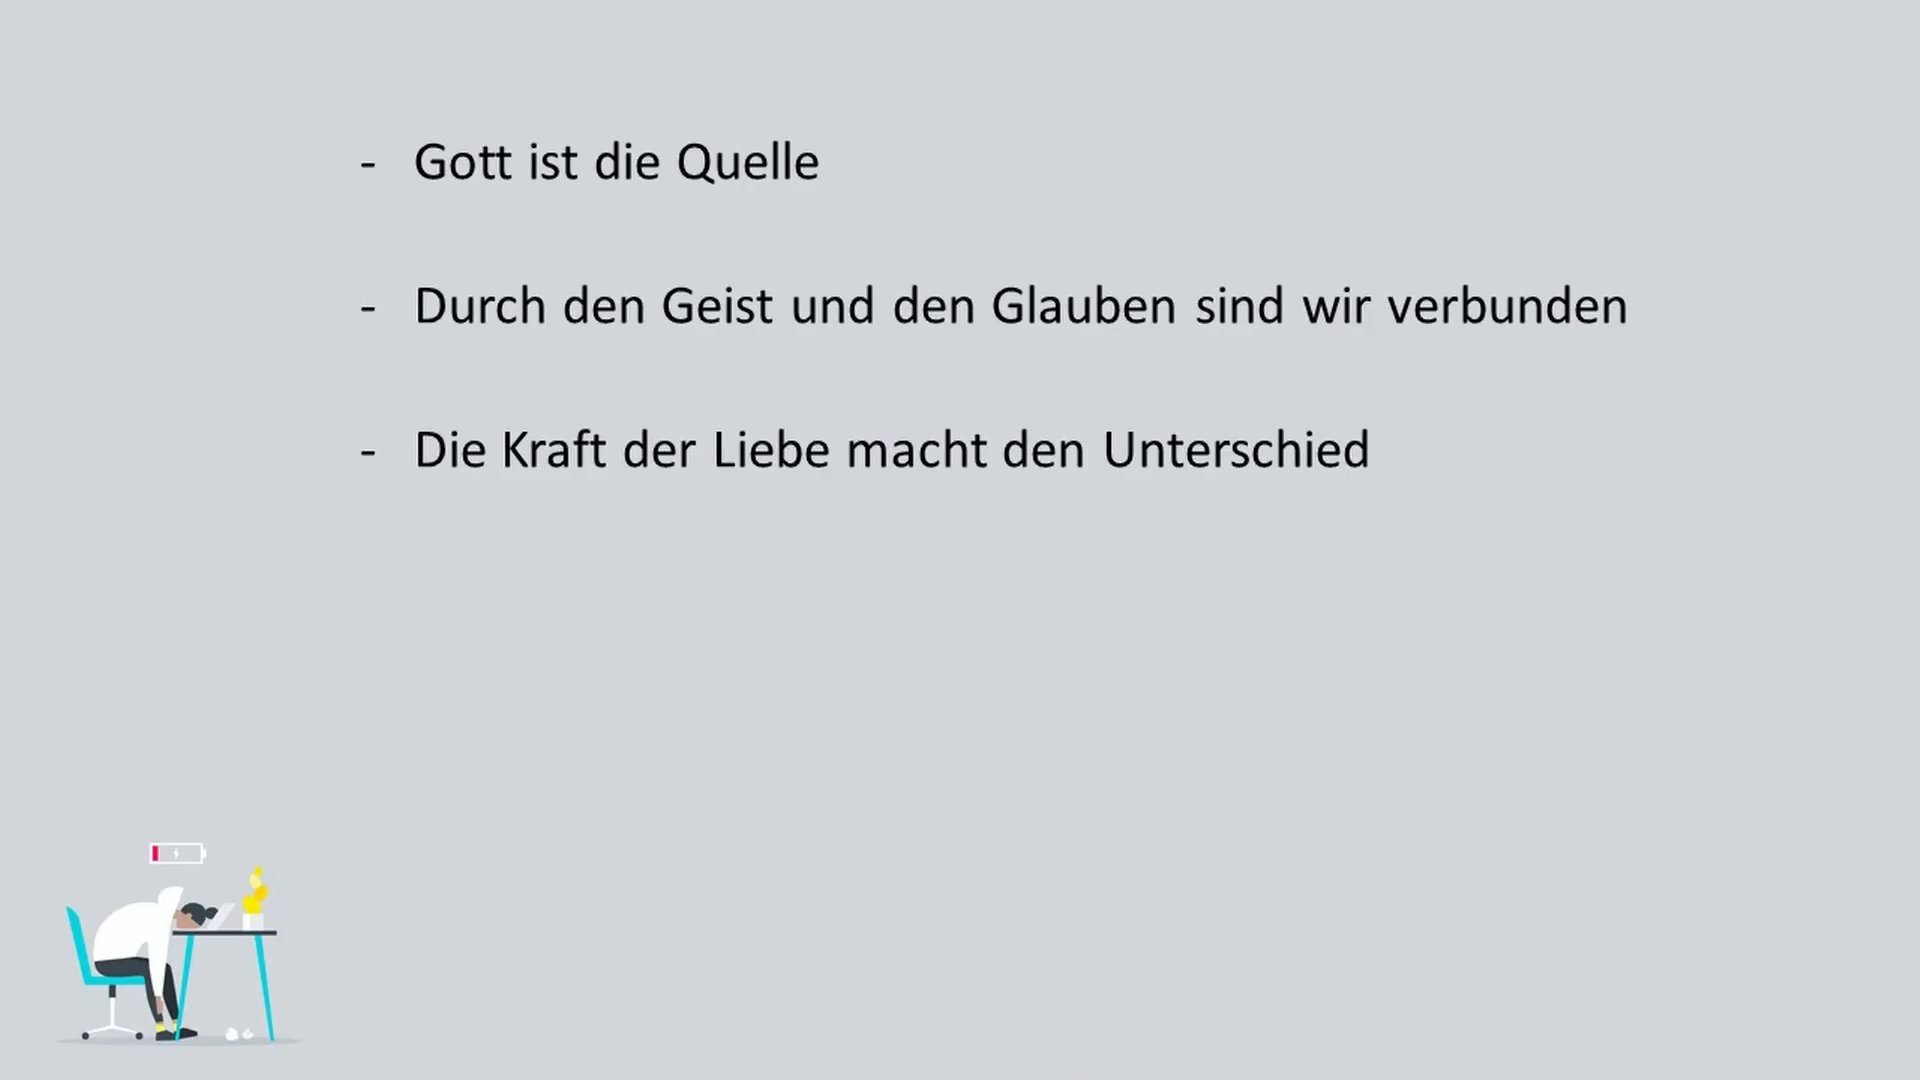 - Gott ist die Quelle
- Durch den Geist und den Glauben sind wir verbunden
- Die Kraft der Liebe macht den Unterschied